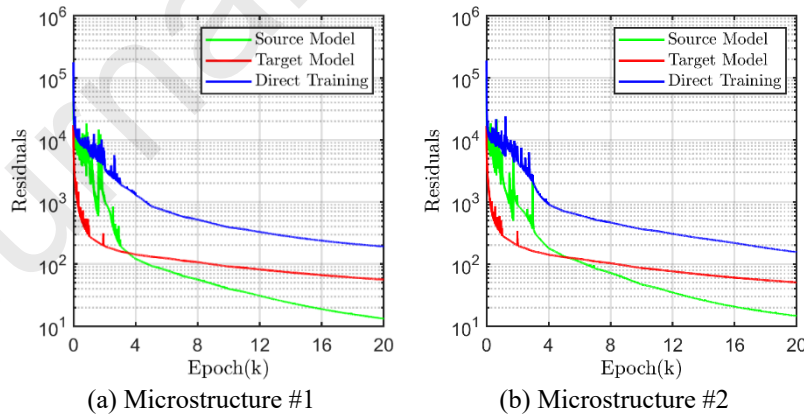 10^6
10^5
10^4
10^3
10^2
10^1
Residuals
Source Model
Target Model
Direct Training
0 4 8 12 16 20
Epoch(k)
(a) Microstructure #1
10^6
10^5
10^4
10^3
10^2
10^1
Residuals
Source Model
Target Model
Direct Training
0 4 8 12 16 20
Epoch(k)
(b) Microstructure #2